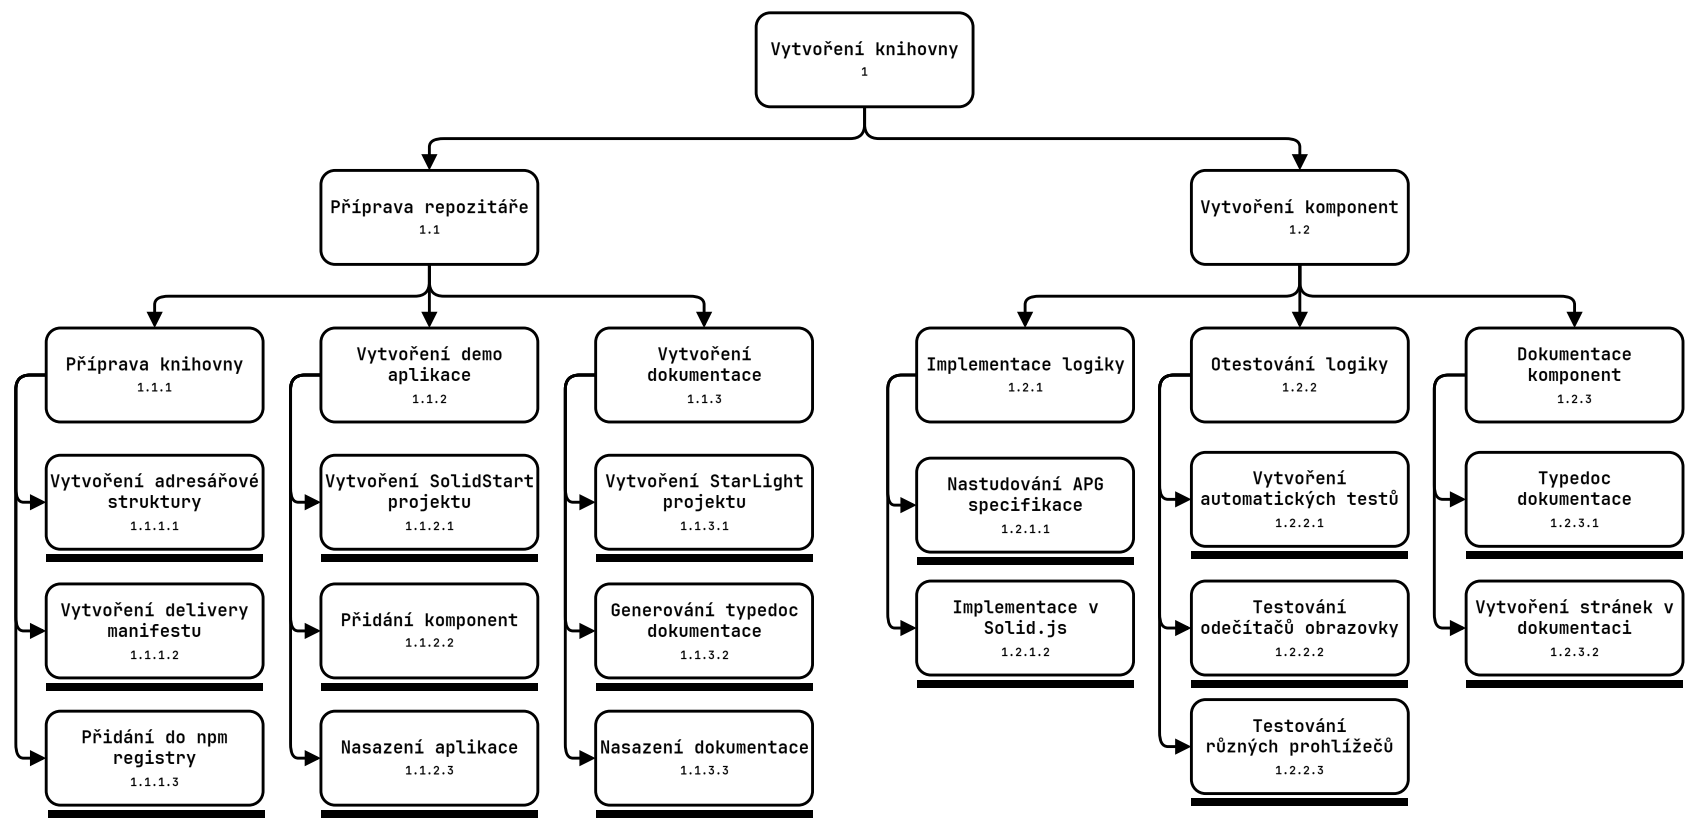 Vytvoření knihovny
1
Příprava repozitáře
1.1
Vytvoření komponent
1.2
Příprava knihovny
1.1.1
Vytvoření demo
aplikace
1.1.2
Vytvoření
dokumentace
1.1.3
Implementace logiky
1.2.1
Otestování logiky
1.2.2
Dokumentace
komponent
1.2.3
Vytvoření adresářové
struktury
1.1.1.1
Vytvoření SolidStart
projektu
1.1.2.1
Vytvoření StarLight
projektu
1.1.3.1
Nastudování APG
specifikace
1.2.1.1
Vytvoření
automatických testů
1.2.2.1
Typedoc
dokumentace
1.2.3.1
Vytvoření delivery
manifestu
1.1.1.2
Přidání komponent
1.1.2.2
Generování typedoc
dokumentace
1.1.3.2
Implementace v
Solid.js
1.2.1.2
Testování
odečítačů obrazovky
1.2.2.2
Vytvoření stránek v
dokumentaci
1.2.3.2
Přidání do npm
registry
1.1.1.3
Nasazení aplikace
1.1.2.3
Nasazení dokumentace
1.1.3.3
Testování
různých prohlížečů
1.2.2.3